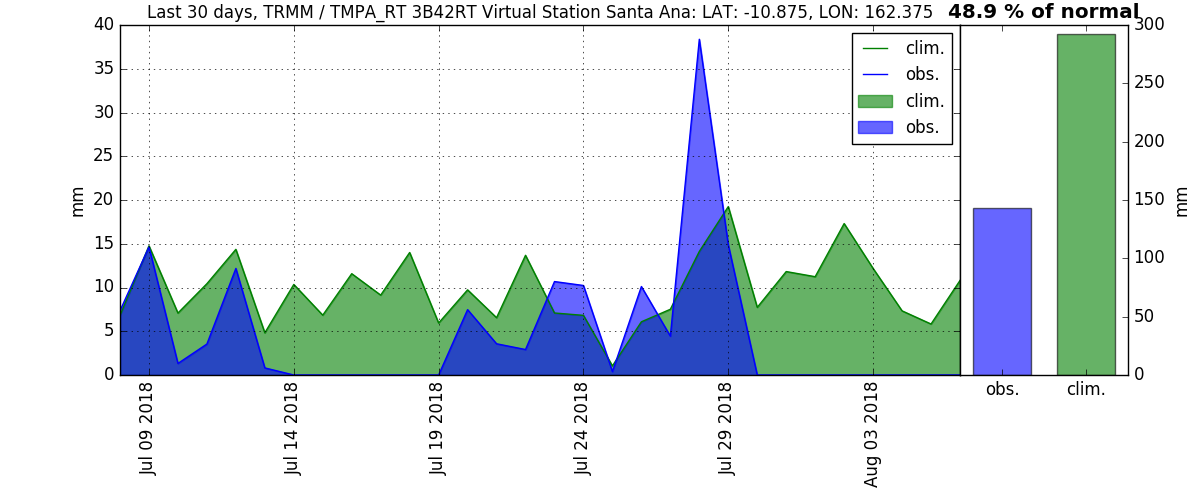 Last 30 days, TRMM / TMPA_RT 3B42RT Virtual Station Santa Ana: LAT: -10.875, LON: 162.375
48.9 % of normal
40
35
30
25
20
15
10
5
0
mm
clim.
obs.
clim.
obs.
Jul 09 2018
Jul 14 2018
Jul 19 2018
Jul 24 2018
Jul 29 2018
Aug 03 2018
300
250
200
150
100
50
0
mm
obs.
clim.